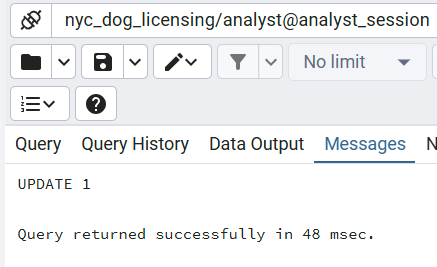 nyc_dog_licensing/analyst@analyst_session
No limit
Query Query History Data Output Messages N
UPDATE 1
Query returned successfully in 48 msec.